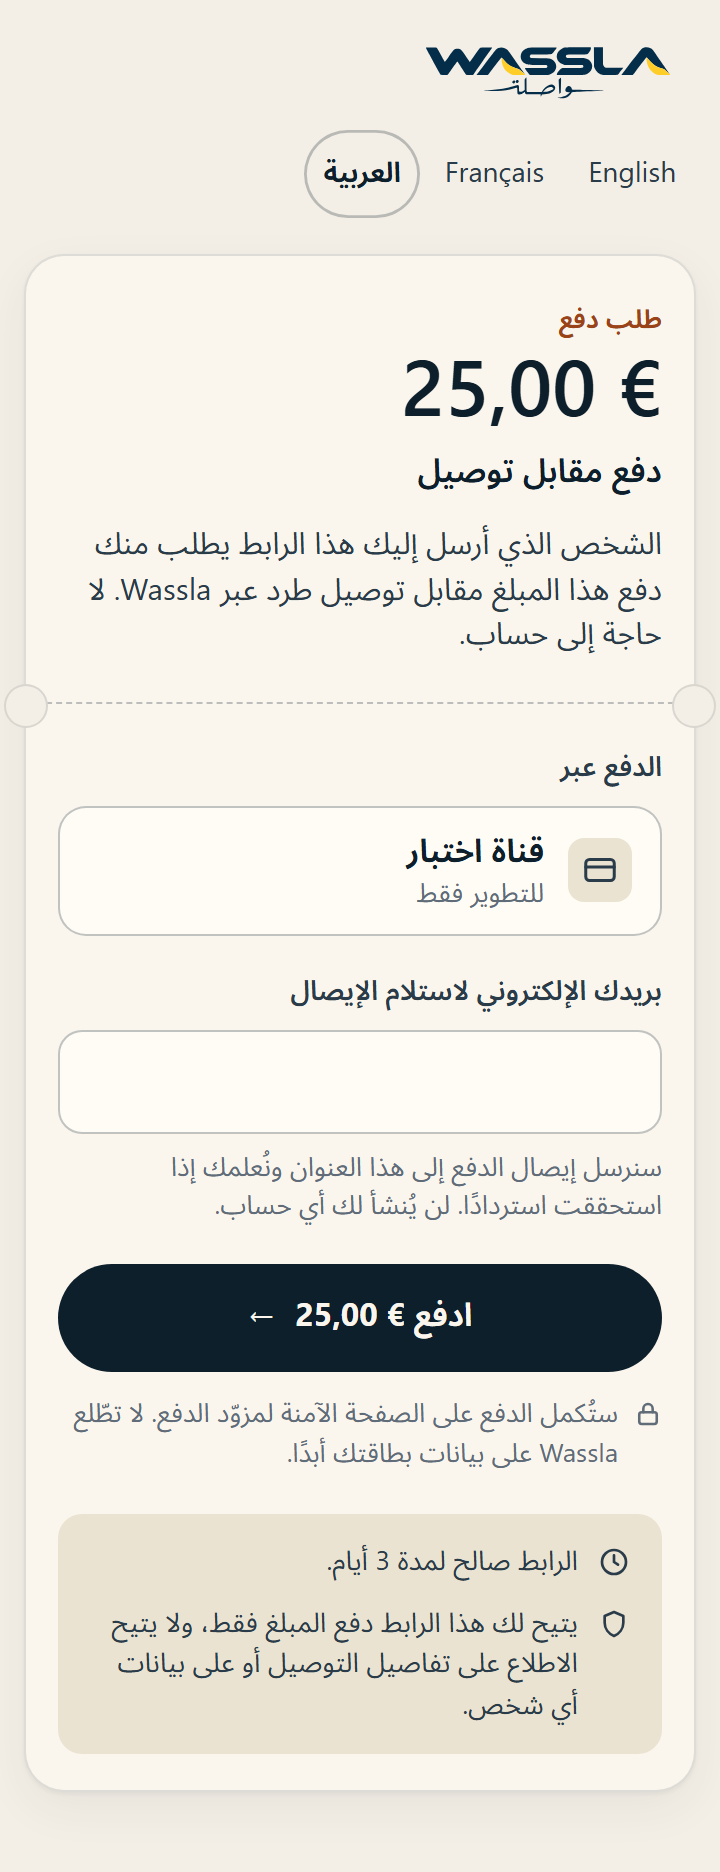 WASSLA
واصلة
English
Français
العربية
طلب دفع
25,00 €
دفع مقابل توصيل
الشخص الذي أرسل إليك هذا الرابط يطلب منك
دفع هذا المبلغ مقابل توصيل طرد عبر Wassla. لا
حاجة إلى حساب.
الدفع عبر
قناة اختبار
للتطوير فقط
بريدك الإلكتروني لاستلام الإيصال
سنرسل إيصال الدفع إلى هذا العنوان ونُعلمك إذا
استحققت استردادًا. لن يُنشأ لك أي حساب.
ادفع 25,00 € ←
ستُكمل الدفع على الصفحة الآمنة لمزوّد الدفع. لا تطّلع
Wassla على بيانات بطاقتك أبدًا.
الرابط صالح لمدة 3 أيام.
يتيح لك هذا الرابط دفع المبلغ فقط، ولا يتيح
الاطلاع على تفاصيل التوصيل أو على بيانات
أي شخص.